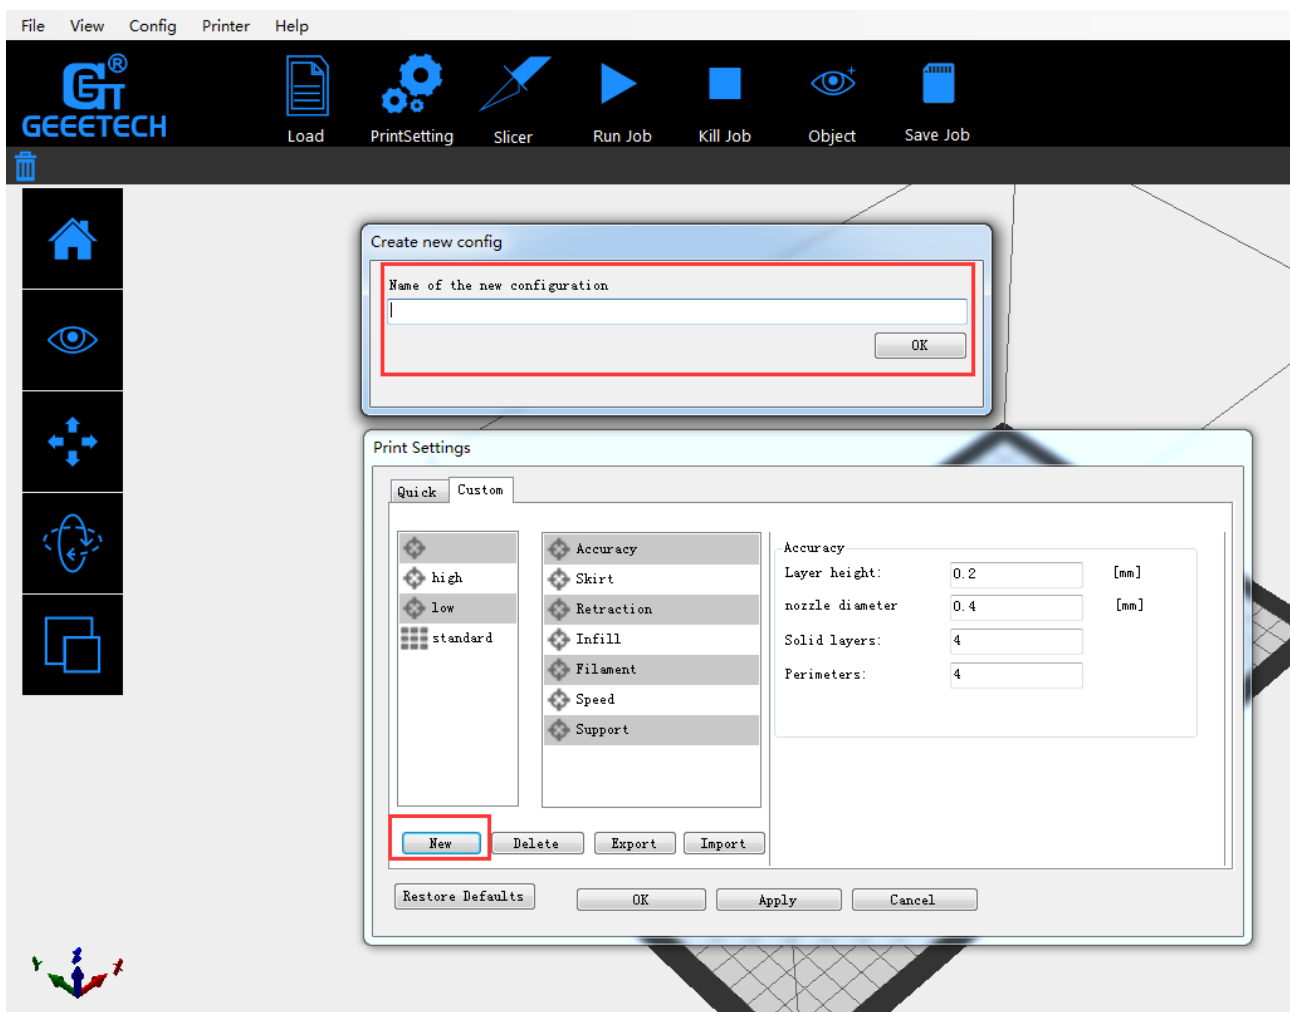 File View Config Printer Help
GEEETECH
Load PrintSetting Slicer Run Job Kill Job Object Save Job
Create new config
Name of the new configuration
OK
Print Settings
Quick Custom
high
low
standard
Accuracy
Skirt
Retraction
Infill
Filament
Speed
Support
Accuracy
Layer height: 0.2 [mm]
nozzle diameter 0.4 [mm]
Solid layers: 4
Perimeters: 4
New Delete Export Import
Restore Defaults OK Apply Cancel
Y Z X